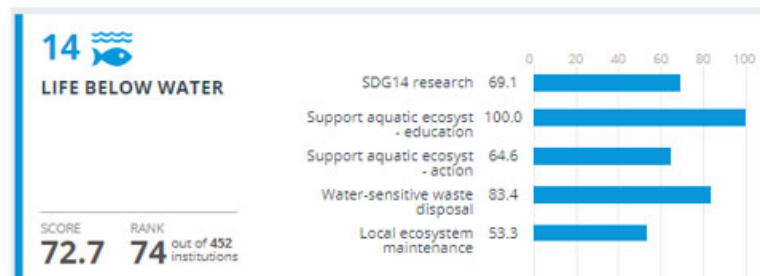 14
LIFE BELOW WATER
SCORE
72.7
RANK
74 out of 452
institutions
0 20 40 60 80 100
SDG14 research 69.1
Support aquatic ecosyst 100.0
- education
Support aquatic ecosyst 64.6
- action
Water-sensitive waste 83.4
disposal
Local ecosystem 53.3
maintenance